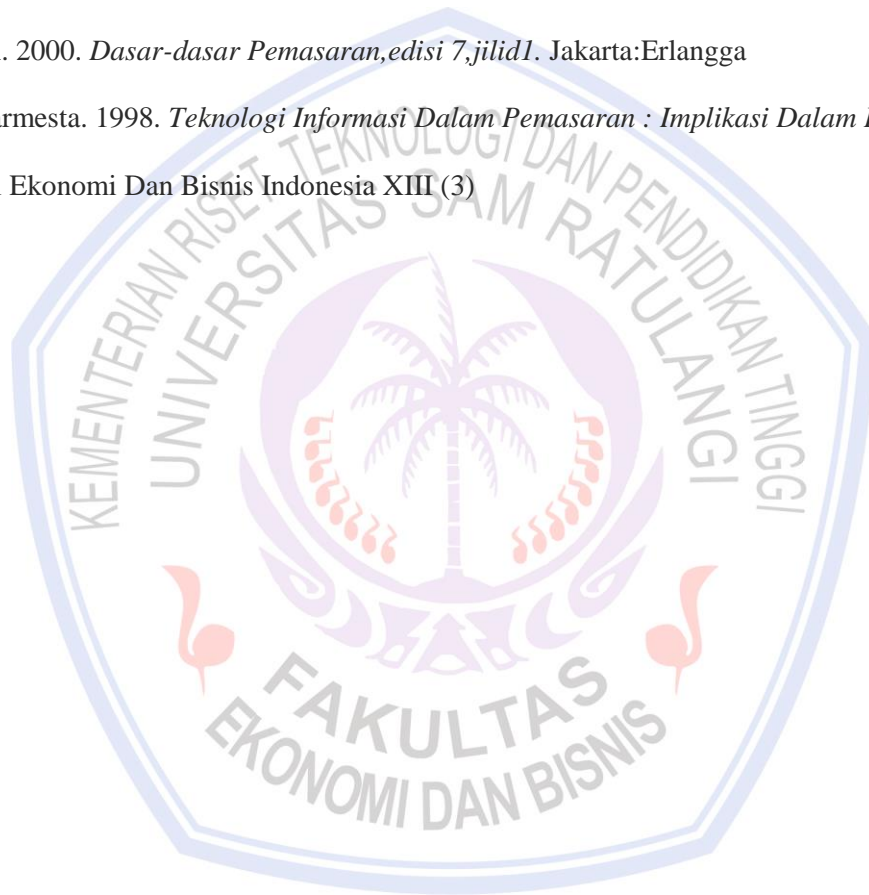 . 2000. Dasar-dasar Pemasaran,edisi 7,jilid1. Jakarta:Erlangga
armesta. 1998. Teknologi Informasi Dalam Pemasaran : Implikasi Dalam
Ekonomi Dan Bisnis Indonesia XIII (3)
KEMENTERIAN RISET TEKNOLOGI DAN PENDIDIKAN TINGGI
UNIVERSITAS SAM RATULANGI
FAKULTAS
EKONOMI DAN BISNIS